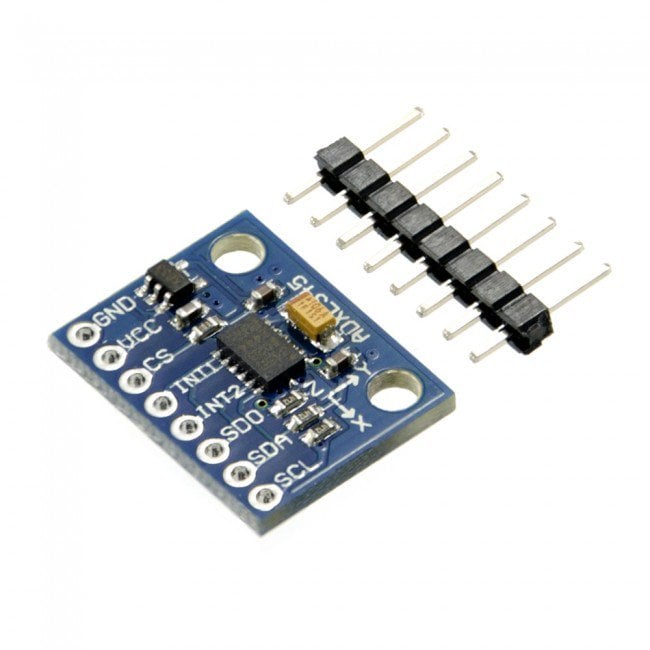 GND
VCC
CS
INT1
INT2
SDO
SDA
SCL
ADXL345
Z
Y
X